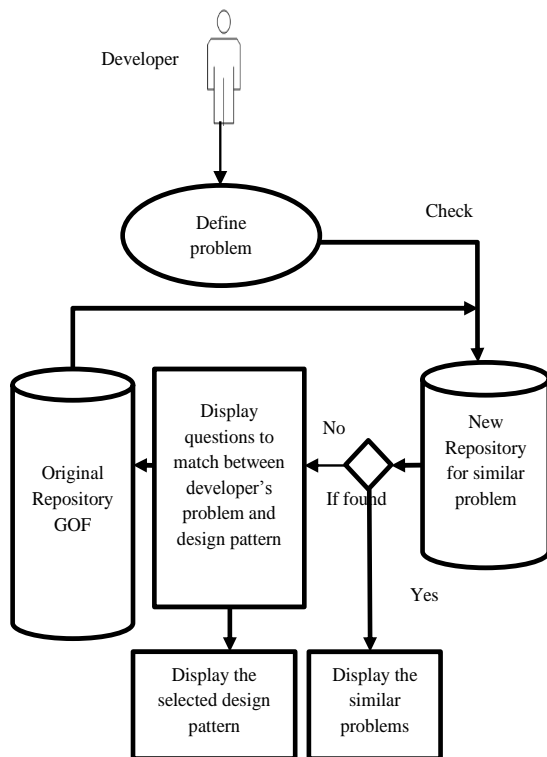 Developer
Define
problem
Check
Display
questions to
match between
developer's
problem and
design pattern
No
New
Repository
for similar
problem
Original
Repository
GOF
If found
Yes
Display the
selected design
pattern
Display the
similar
problems